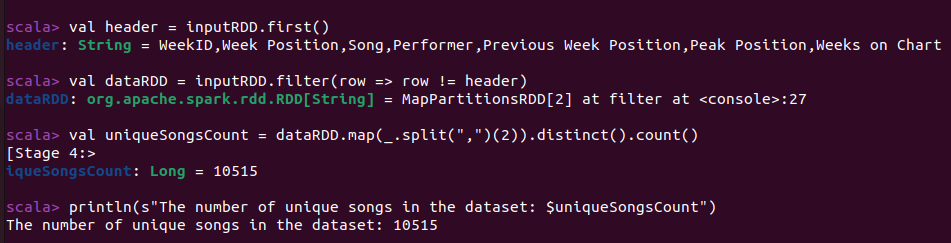 scala> val header = inputRDD.first()
header: String = WeekID,Week Position,Song,Performer,Previous Week Position,Peak Position,Weeks on Chart
scala> val dataRDD = inputRDD.filter(row => row != header)
dataRDD: org.apache.spark.rdd.RDD[String] = MapPartitionsRDD[2] at filter at <console>:27
scala> val uniqueSongsCount = dataRDD.map(_.split(",")(2)).distinct().count()
[Stage 4:>
iqueSongsCount: Long = 10515
scala> println(s"The number of unique songs in the dataset: $uniqueSongsCount")
The number of unique songs in the dataset: 10515